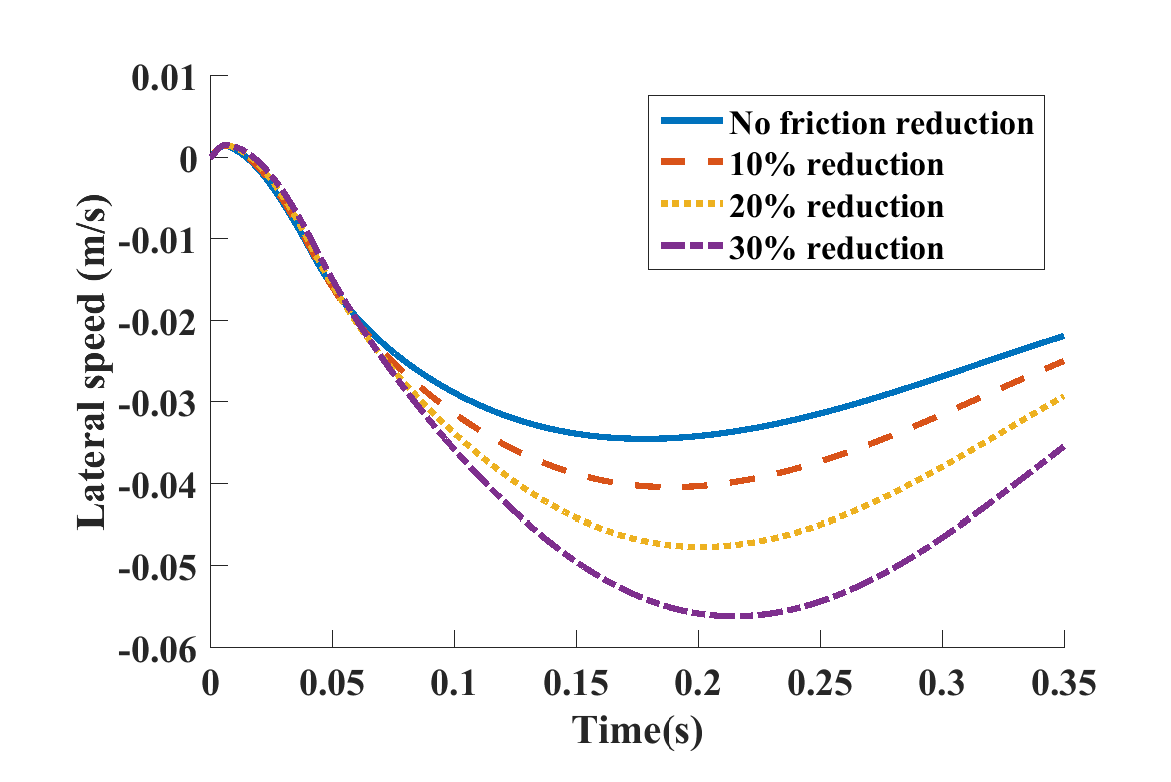 0.01
0
-0.01
-0.02
-0.03
-0.04
-0.05
-0.06
Lateral speed (m/s)
No friction reduction
10% reduction
20% reduction
30% reduction
0 0.05 0.1 0.15 0.2 0.25 0.3 0.35
Time(s)